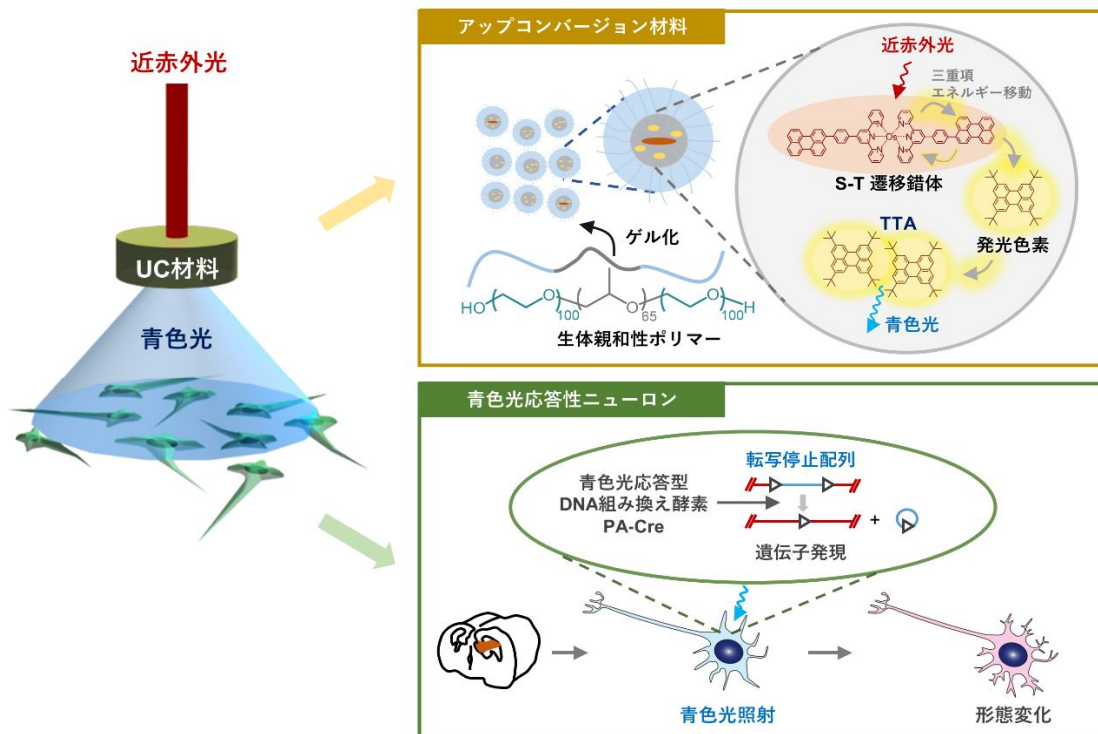 近赤外光
UC材料
青色光
アップコンバージョン材料
近赤外光
三重項
エネルギー移動
Os
N
N
N
N
N
N
S-T 遷移錯体
発光色素
TTA
青色光
ゲル化
HO
O
100
O
65
O
100
H
生体親和性ポリマー
青色光応答性ニューロン
転写停止配列
青色光応答型
DNA組み換え酵素
PA-Cre
+
遺伝子発現
青色光照射
形態変化